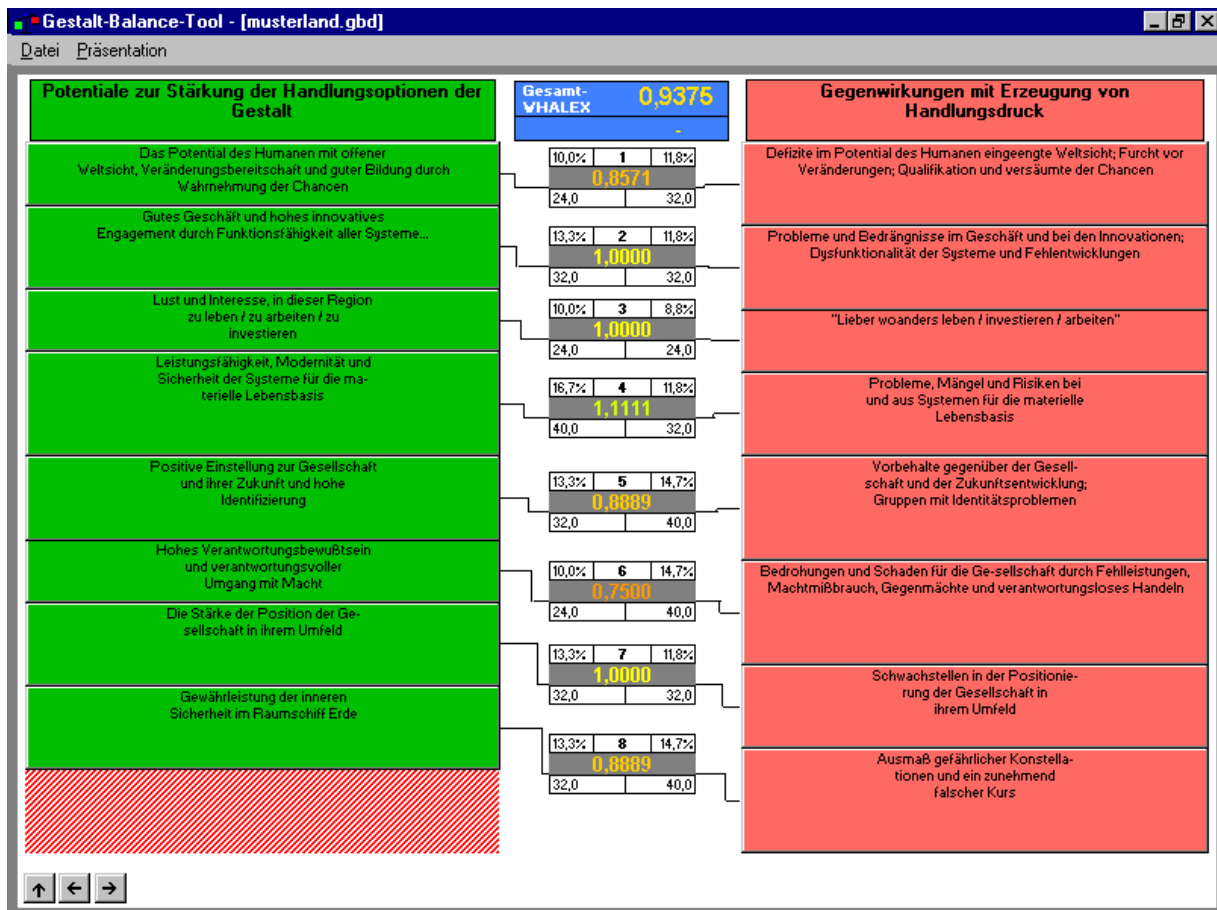 Gestalt-Balance-Tool - [musterland.gbd]
Datei Präsentation
Potentiale zur Stärkung der Handlungsoptionen der
Gestalt
Das Potential des Humanen mit offener
Weltsicht, Veränderungsbereitschaft und guter Bildung durch
Wahrnehmung der Chancen
Gutes Geschäft und hohes innovatives
Engagement durch Funktionsfähigkeit aller Systeme...
Lust und Interesse, in dieser Region
zu leben / zu arbeiten / zu
investieren
Leistungsfähigkeit, Modernität und
Sicherheit der Systeme für die ma-
terielle Lebensbasis
Positive Einstellung zur Gesellschaft
und ihrer Zukunft und hohe
Identifizierung
Hohes Verantwortungsbewußtsein
und verantwortungsvoller
Umgang mit Macht
Die Stärke der Position der Ge-
sellschaft in ihrem Umfeld
Gewährleistung der inneren
Sicherheit im Raumschiff Erde
Gesamt-
WHALEX 0,9375
-
10,0% 1 11,8%
0,8571
24,0 32,0
13,3% 2 11,8%
1,0000
32,0 32,0
10,0% 3 8,8%
1,0000
24,0 24,0
16,7% 4 11,8%
1,1111
40,0 32,0
13,3% 5 14,7%
0,8889
32,0 40,0
10,0% 6 14,7%
0,7500
24,0 40,0
13,3% 7 11,8%
1,0000
32,0 32,0
13,3% 8 14,7%
0,8889
32,0 40,0
Gegenwirkungen mit Erzeugung von
Handlungsdruck
Defizite im Potential des Humanen eingeengte Weltsicht; Furcht vor
Veränderungen; Qualifikation und versäumte der Chancen
Probleme und Bedrängnisse im Geschäft und bei den Innovationen;
Dysfunktionalität der Systeme und Fehlentwicklungen
"Lieber woanders leben / investieren / arbeiten"
Probleme, Mängel und Risiken bei
und aus Systemen für die materielle
Lebensbasis
Vorbehalte gegenüber der Gesell-
schaft und der Zukunftsentwicklung;
Gruppen mit Identitätsproblemen
Bedrohungen und Schaden für die Ge-sellschaft durch Fehlleistungen,
Machtmißbrauch, Gegenmächte und verantwortungsloses Handeln
Schwachstellen in der Positionie-
rung der Gesellschaft in
ihrem Umfeld
Ausmaß gefährlicher Konstella-
tionen und ein zunehmend
falscher Kurs